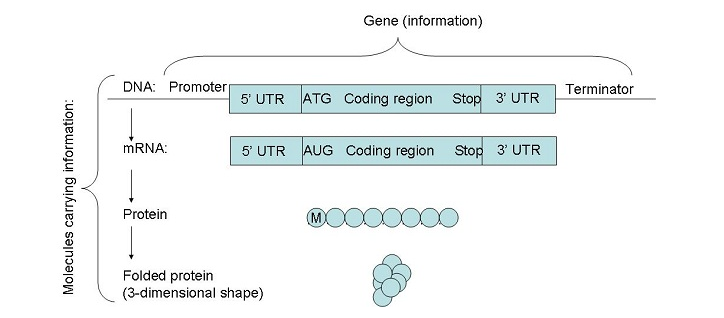 Gene (information)
Molecules carrying information:
DNA: Promoter 5' UTR ATG Coding region Stop 3' UTR Terminator
mRNA: 5' UTR AUG Coding region Stop 3' UTR
Protein M
Folded protein
(3-dimensional shape)